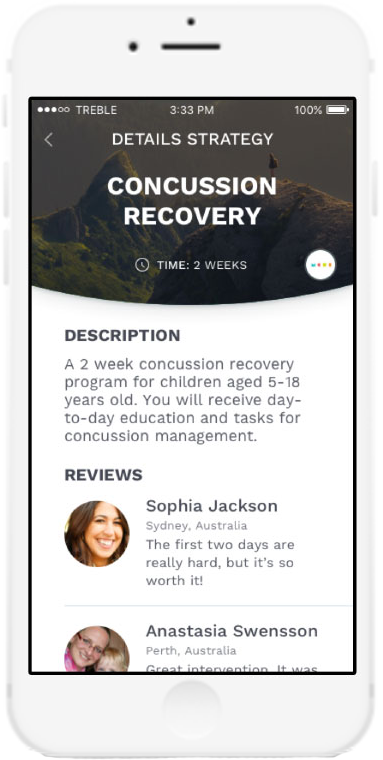 TREBLE 3:33 PM 100%
DETAILS STRATEGY
CONCUSSION
RECOVERY
TIME: 2 WEEKS
DESCRIPTION
A 2 week concussion recovery
program for children aged 5-18
years old. You will receive day-
to-day education and tasks for
concussion management.
REVIEWS
Sophia Jackson
Sydney, Australia
The first two days are
really hard, but it's so
worth it!
Anastasia Swensson
Perth, Australia
Great intervention. It was